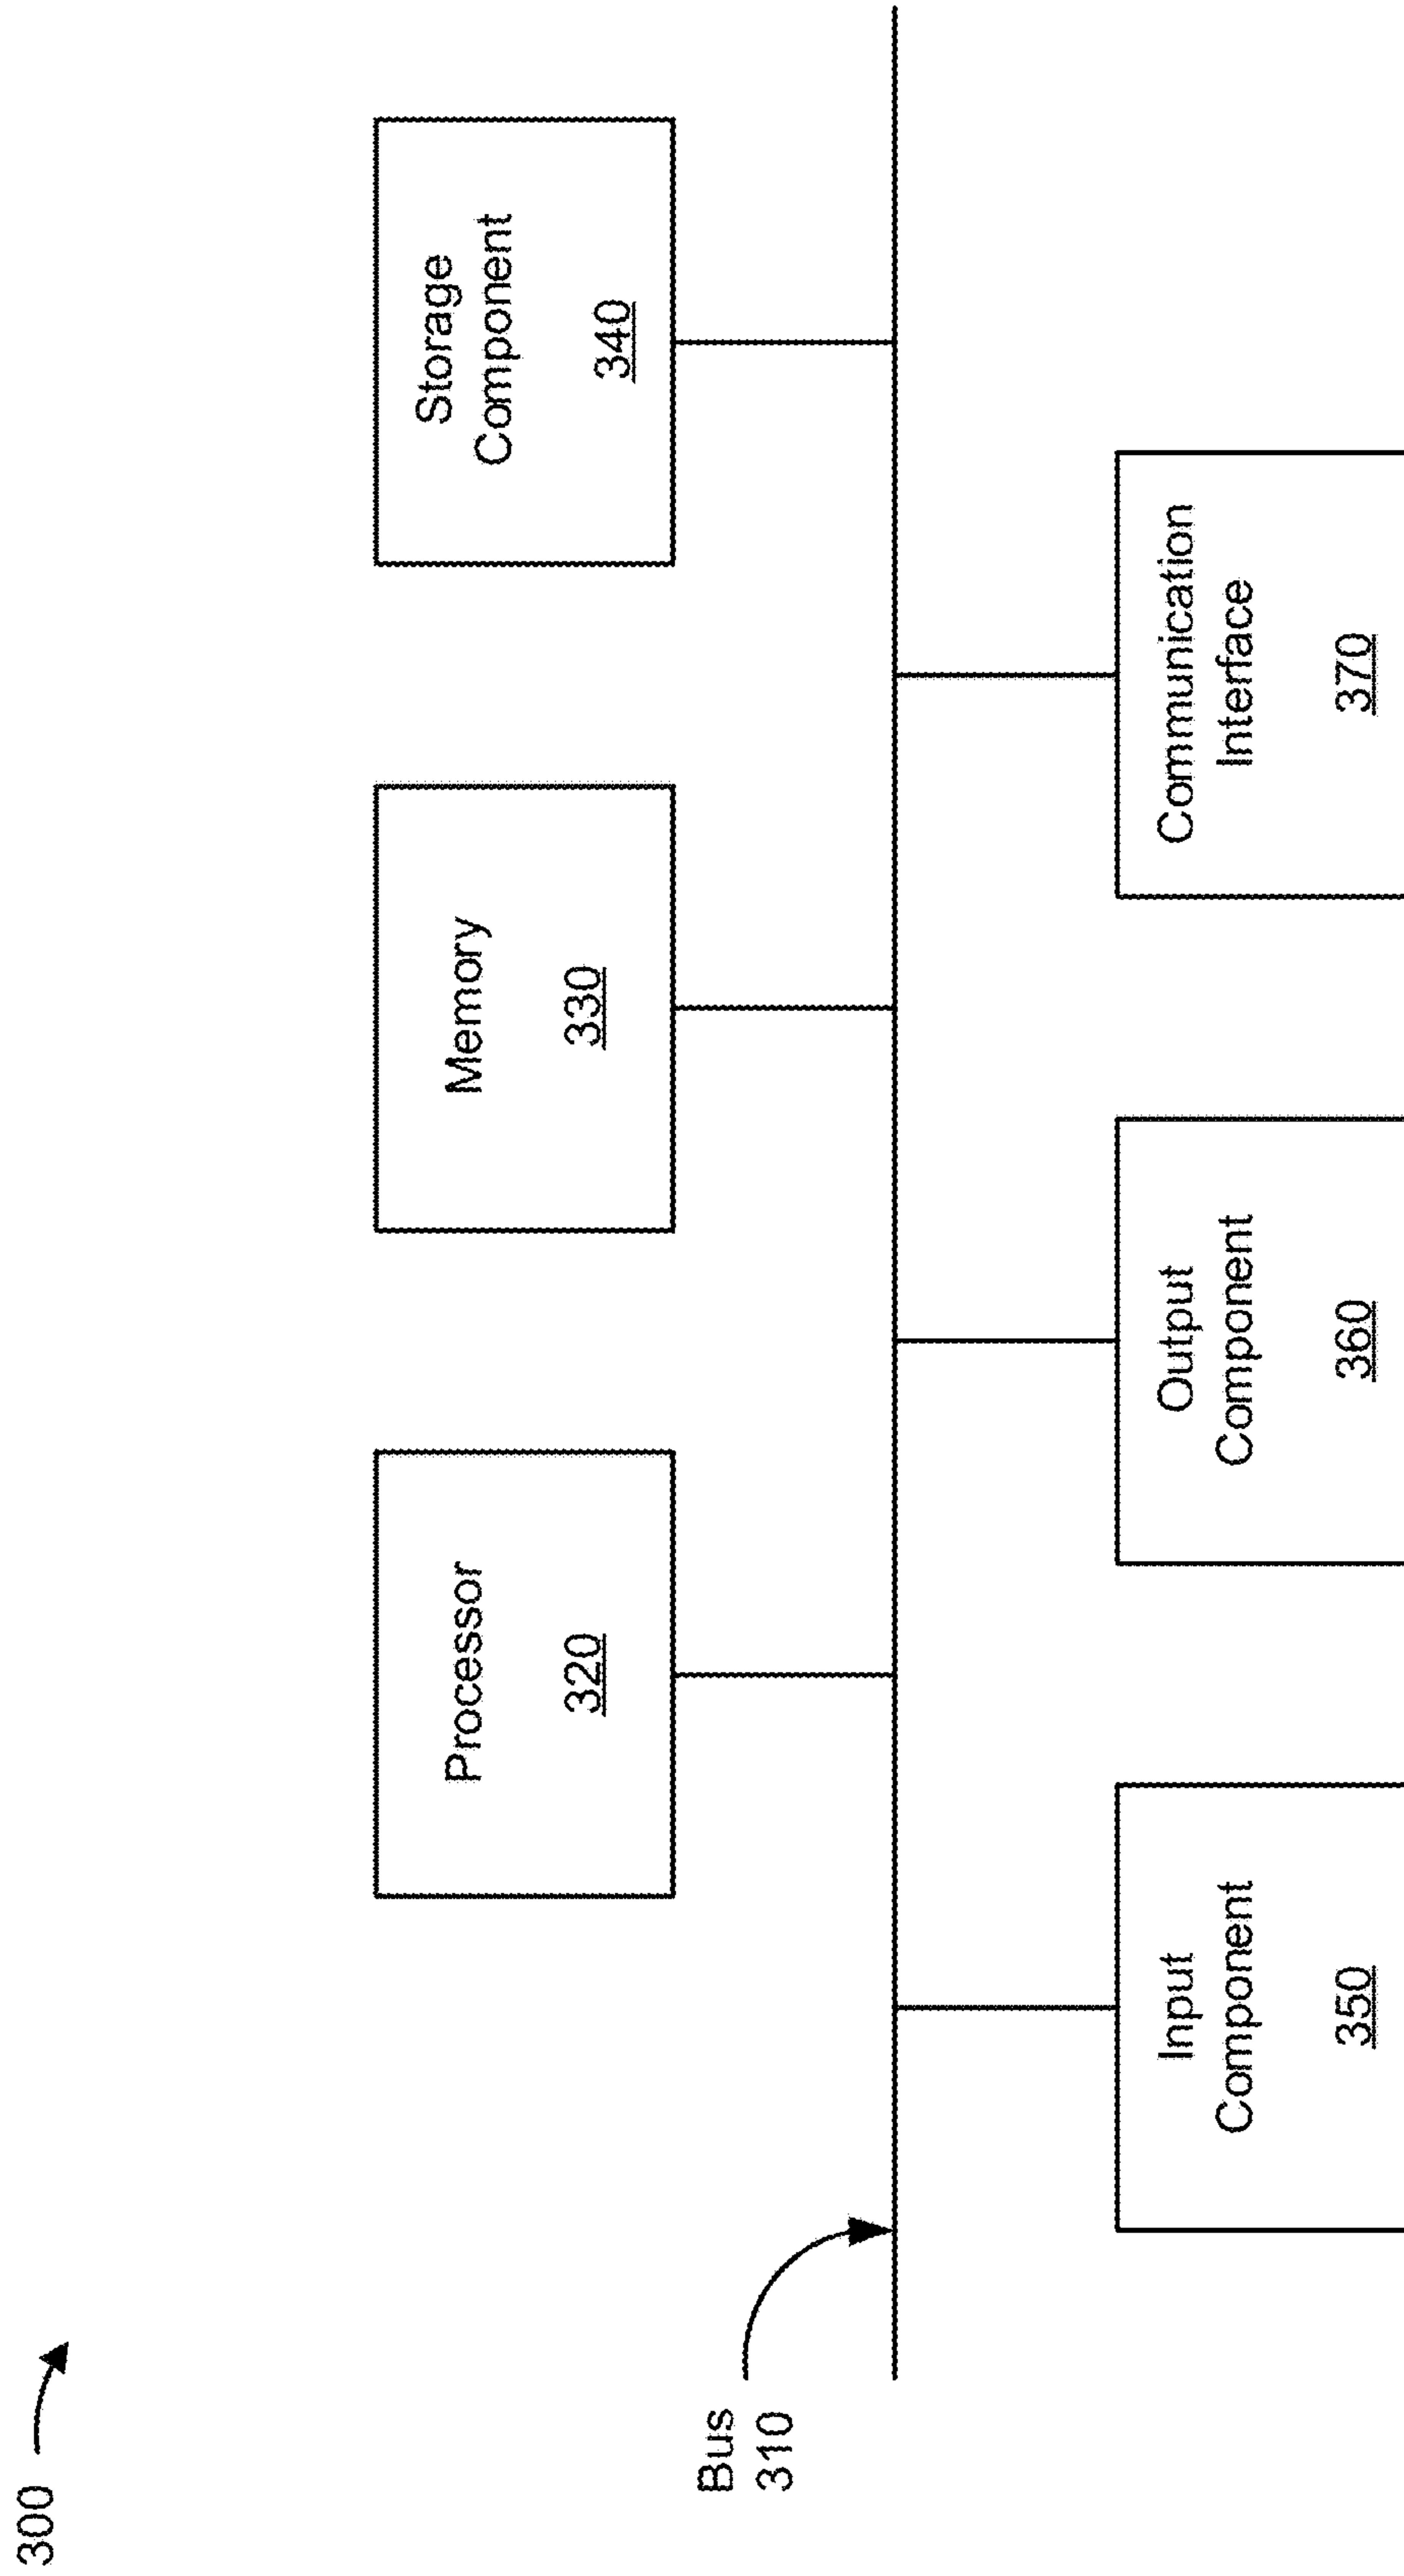 300
Processor
320
Memory
330
Storage
Component
340
Bus
310
Input
Component
350
Output
Component
360
Communication
Interface
370